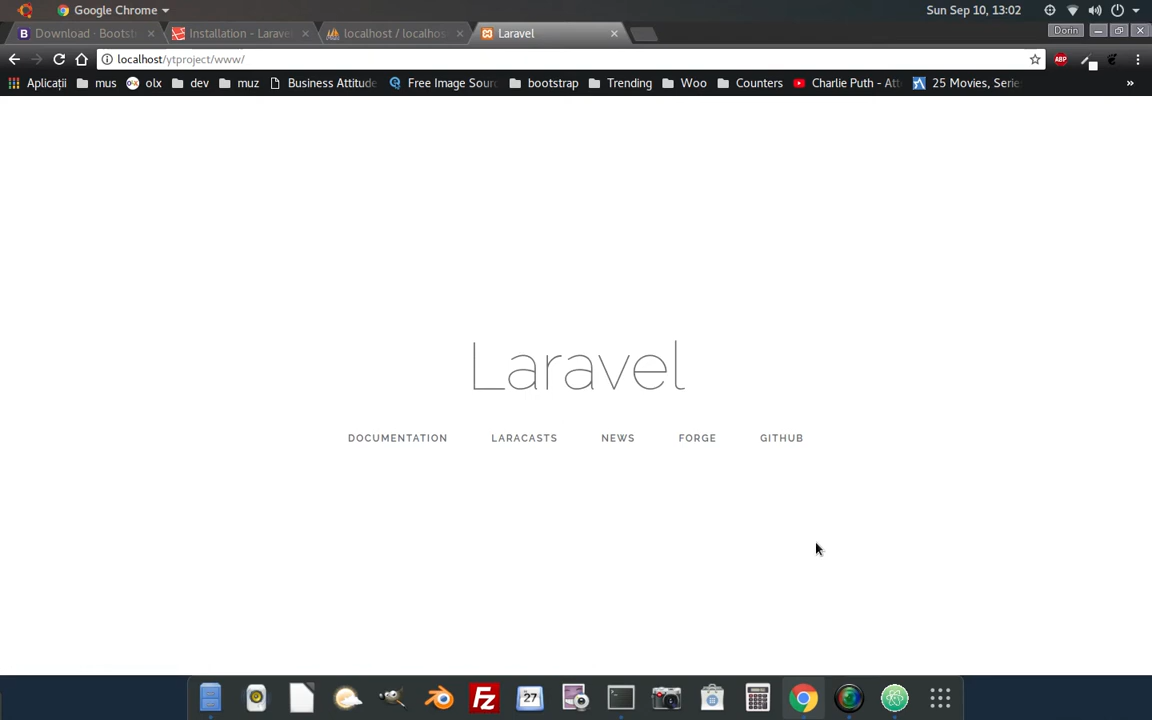 Google Chrome
Sun Sep 10, 13:02
Download · Bootst
Installation - Larave
localhost / localhos
Laravel
Dorin
localhost/ytproject/www/
ABP
Aplicații
mus
olx
dev
muz
Business Attitude
Free Image Sour
bootstrap
Trending
Woo
Counters
Charlie Puth - Att
25 Movies, Serie
»
Laravel
DOCUMENTATION
LARACASTS
NEWS
FORGE
GITHUB
Fz
27